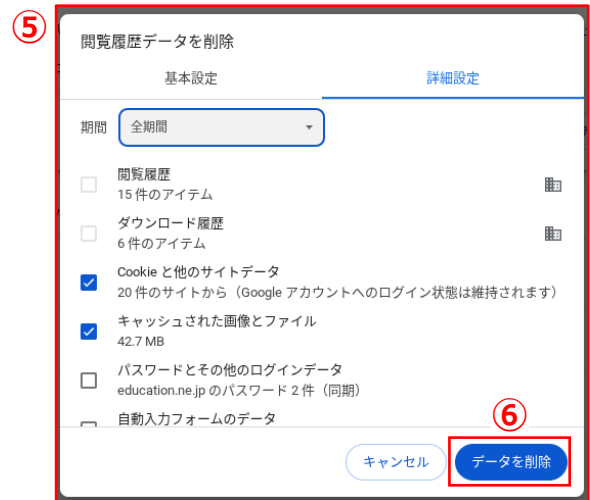 ⑤
閲覧履歴データを削除
基本設定 詳細設定
期間 全期間
閲覧履歴
15 件のアイテム
ダウンロード履歴
6 件のアイテム
Cookie と他のサイトデータ
20 件のサイトから（Google アカウントへのログイン状態は維持されます）
キャッシュされた画像とファイル
42.7 MB
パスワードとその他のログインデータ
education.ne.jp のパスワード 2 件（同期）
自動入力フォームのデータ
⑥
キャンセル データを削除